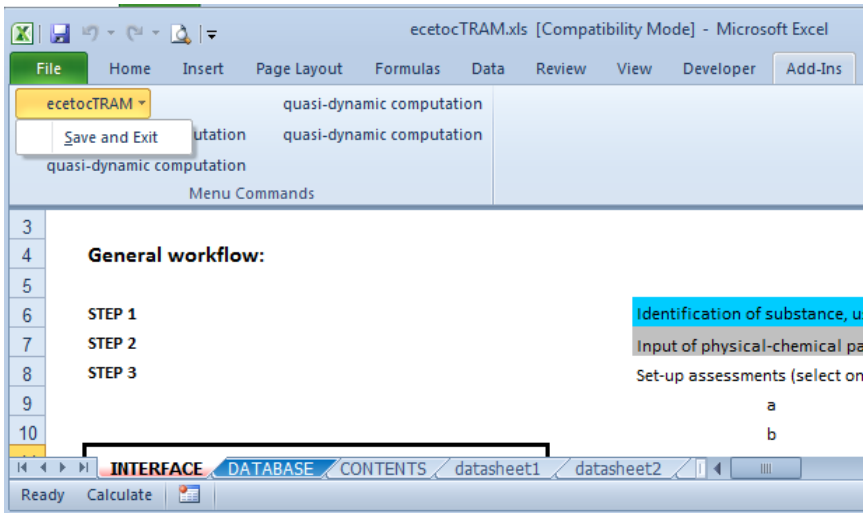 ecetocTRAM.xls [Compatibility Mode] - Microsoft Excel
File Home Insert Page Layout Formulas Data Review View Developer Add-Ins
ecetocTRAM quasi-dynamic computation
Save and Exit utation quasi-dynamic computation
quasi-dynamic computation
Menu Commands
3
4 General workflow:
5
6 STEP 1 Identification of substance, u
7 STEP 2 Input of physical-chemical pa
8 STEP 3 Set-up assessments (select on
9 a
10 b
INTERFACE DATABASE CONTENTS datasheet1 datasheet2
Ready Calculate